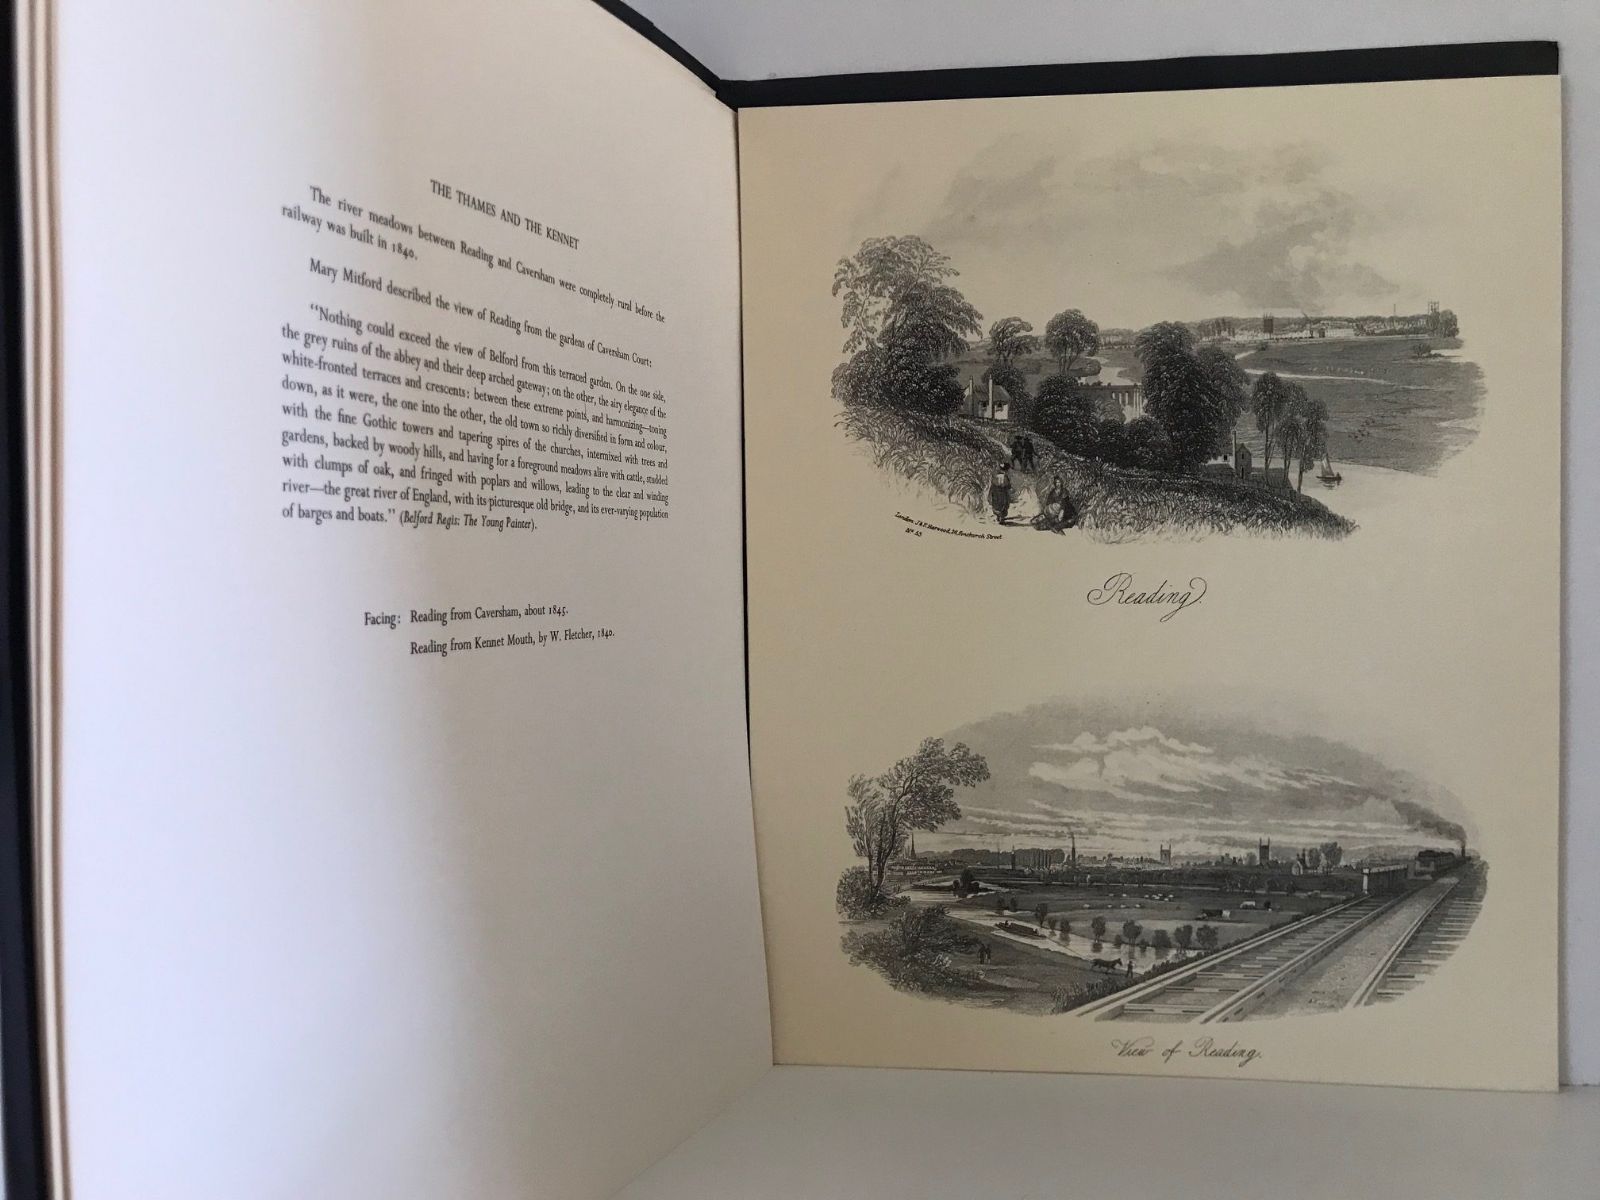 THE THAMES AND THE KENNET
The river meadows between Reading and Caversham were completely rural before the
railway was built in 1840.
Mary Mitford described the view of Reading from the gardens of Caversham Court:
“Nothing could exceed the view of Belford from this terraced garden. On the one side,
the grey ruins of the abbey and their deep arched gateway; on the other, the airy elegance of the
white-fronted terraces and crescents: between these extreme points, and harmonizing—toning
down, as it were, the one into the other, the old town so richly diversified in form and colour,
with the fine Gothic towers and tapering spires of the churches, intermixed with trees and
gardens, backed by woody hills, and having for a foreground meadows alive with cattle, studded
with clumps of oak, and fringed with poplars and willows, leading to the clear and winding
river—the great river of England, with its picturesque old bridge, and its ever-varying population
of barges and boats.” (Belford Regis: The Young Painter).
Facing: Reading from Caversham, about 1845.
Reading from Kennet Mouth, by W. Fletcher, 1840.
London, J & F. Harwood, 26, Fenchurch Street.
Reading.
View of Reading.